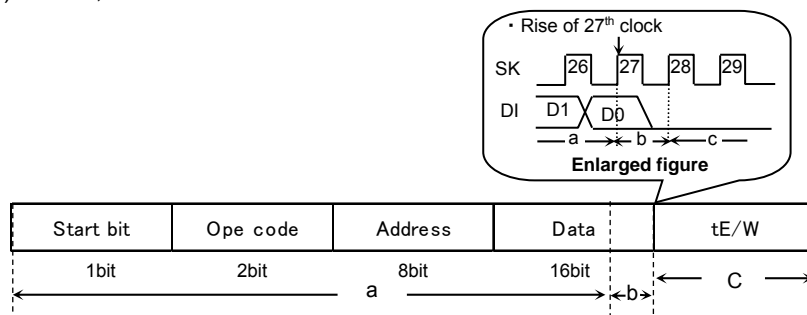 )
・ Rise of 27th clock
SK 26 27 28 29
DI D1 D0
a b c
Enlarged figure
Start bit Ope code Address Data tE/W
1bit 2bit 8bit 16bit
a b C